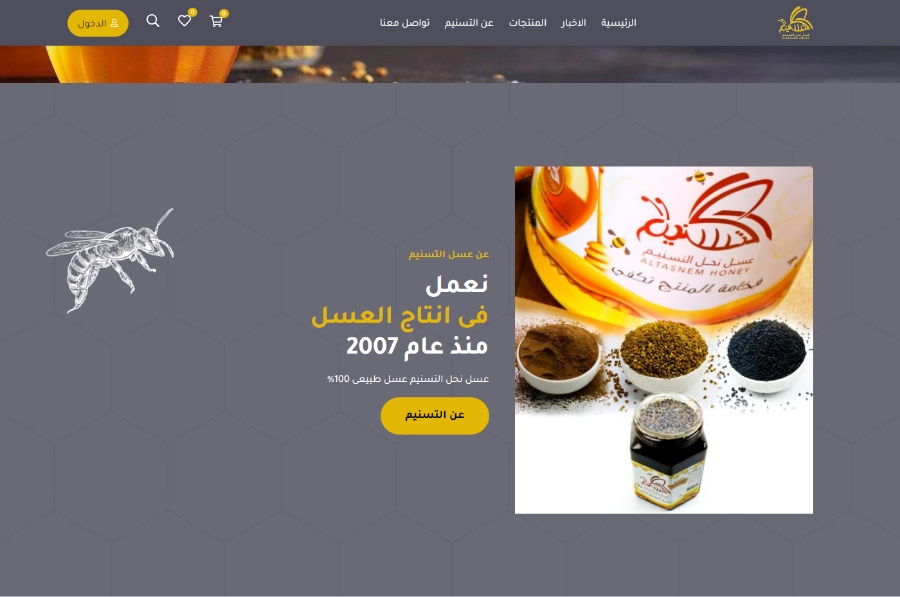 الرئيسية
الاخبار
المنتجات
عن التسنيم
تواصل معنا
0
0
الدخول
عن عسل التسنيم
نعمل
فى انتاج العسل
منذ عام 2007
عسل نحل التسنيم عسل طبيعى 100%
عن التسنيم
التسنيم
عسل نحل التسنيم
ALTASNEM HONEY
فخامة المنتج تكفي